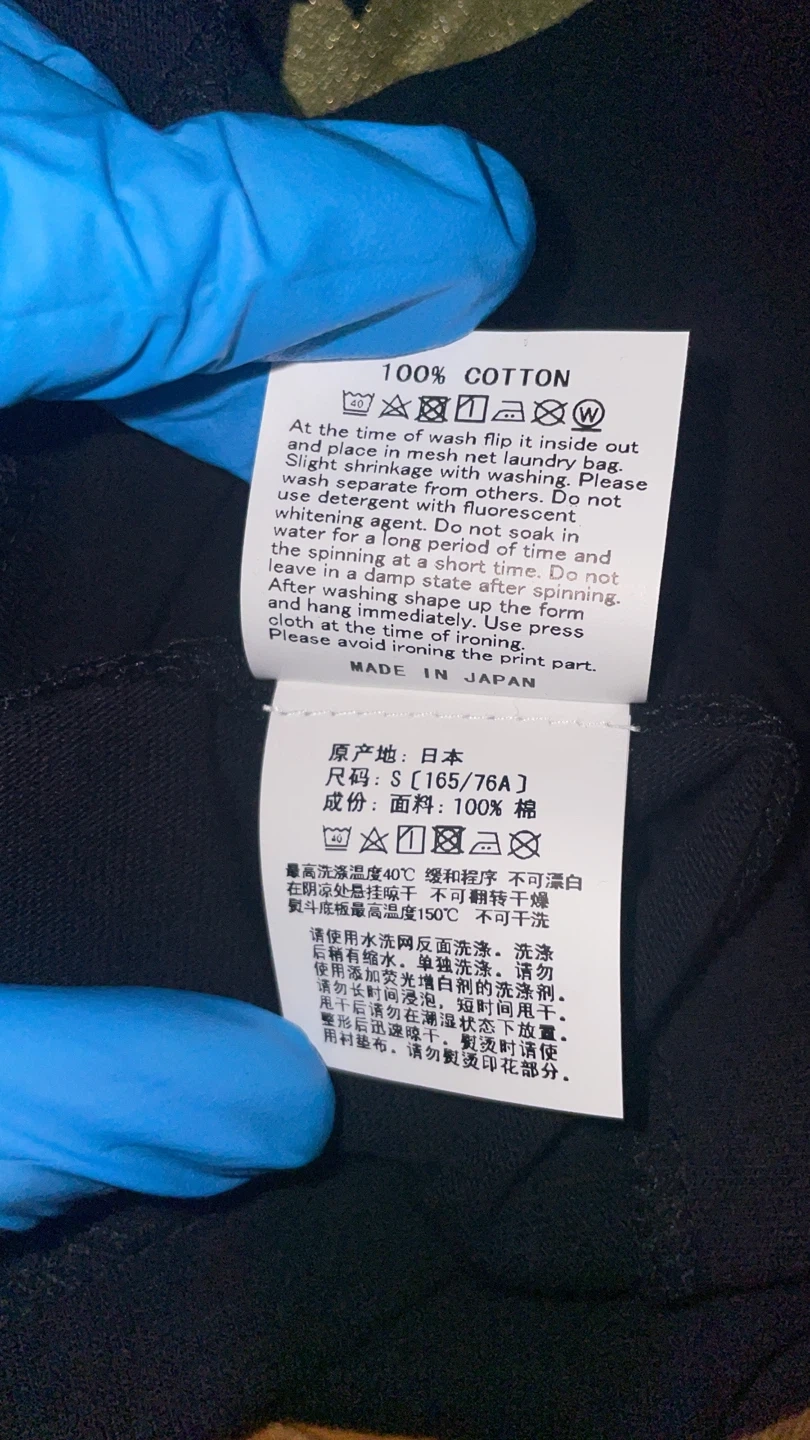 100% COTTON
40 W
At the time of wash flip it inside out
and place in mesh net laundry bag.
Slight shrinkage with washing. Please
wash separate from others. Do not
use detergent with fluorescent
whitening agent. Do not soak in
water for a long period of time and
the spinning at a short time. Do not
leave in a damp state after spinning.
After washing shape up the form
and hang immediately. Use press
cloth at the time of ironing.
Please avoid ironing the print part.
MADE IN JAPAN
原产地: 日本
尺码: S〔165/76A〕
成份: 面料: 100% 棉
40
最高洗涤温度40℃ 缓和程序 不可漂白
在阴凉处悬挂晾干 不可翻转干燥
熨斗底板最高温度150℃ 不可干洗
请使用水洗网反面洗涤。洗涤
后稍有缩水。单独洗涤。请勿
使用添加荧光增白剂的洗涤剂。
请勿长时间浸泡，短时间甩干。
甩干后请勿在潮湿状态下放置。
整形后迅速晾干。熨烫时请使
用衬垫布。请勿熨烫印花部分。